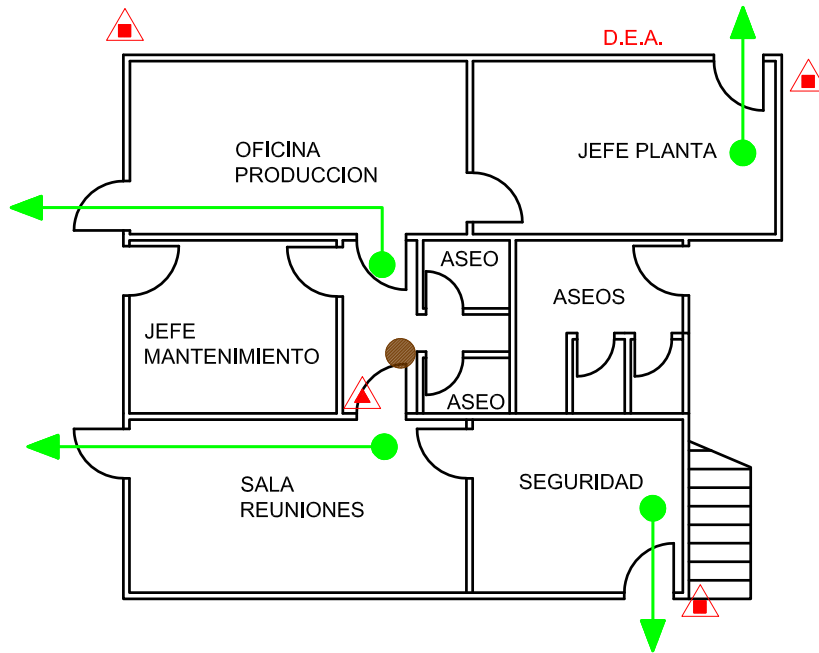 D.E.A.
OFICINA
PRODUCCION
JEFE PLANTA
ASEO
ASEOS
JEFE
MANTENIMIENTO
ASEO
SALA
REUNIONES
SEGURIDAD